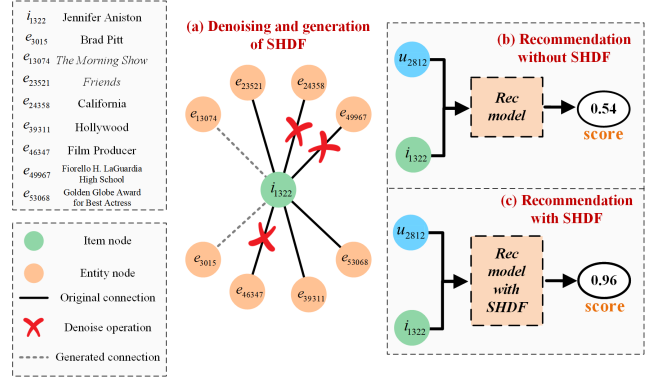 i1322 Jennifer Aniston
e3015 Brad Pitt
e13074 The Morning Show
e23521 Friends
e24358 California
e39311 Hollywood
e46347 Film Producer
e49967 Fiorello H. LaGuardia
High School
e53068 Golden Globe Award
for Best Actress
Item node
Entity node
Original connection
Denoise operation
Generated connection
(a) Denoising and generation
of SHDF
e23521
e24358
e13074
e49967
i1322
e3015
e53068
e46347
e39311
(b) Recommendation
without SHDF
u2812
Rec
model
0.54
score
i1322
(c) Recommendation
with SHDF
u2812
Rec
model
with
SHDF
0.96
score
i1322